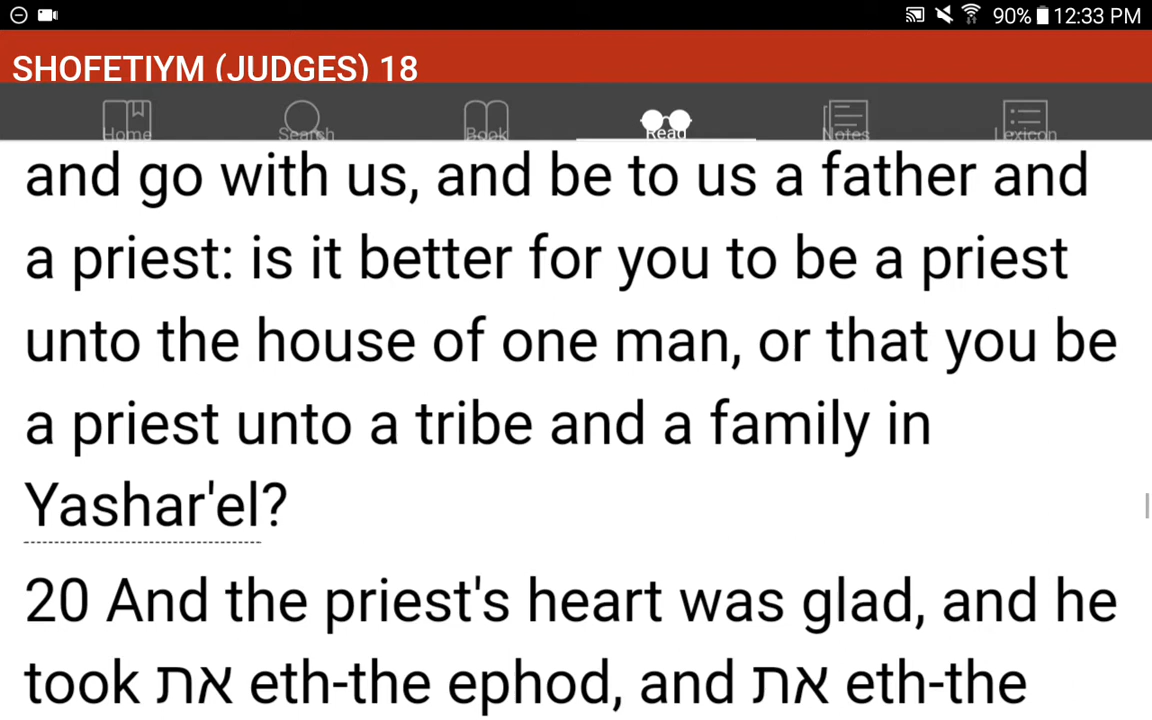 90% 12:33 PM
SHOFETIYM (JUDGES) 18
Home Search Book Read Notes Lexicon
and go with us, and be to us a father and
a priest: is it better for you to be a priest
unto the house of one man, or that you be
a priest unto a tribe and a family in
Yashar'el?
20 And the priest's heart was glad, and he
took את eth-the ephod, and את eth-the